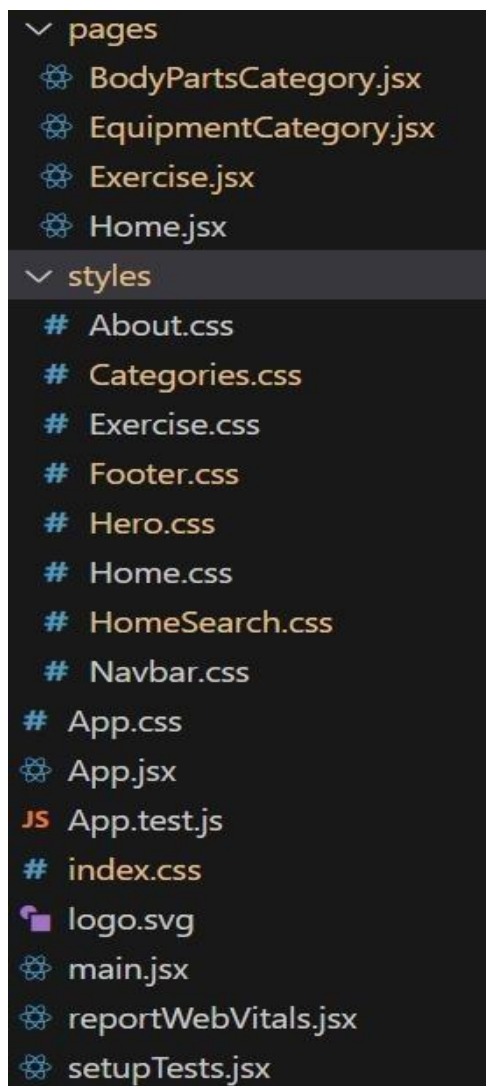 pages
BodyPartsCategory.jsx
EquipmentCategory.jsx
Exercise.jsx
Home.jsx
styles
# About.css
# Categories.css
# Exercise.css
# Footer.css
# Hero.css
# Home.css
# HomeSearch.css
# Navbar.css
# App.css
App.jsx
JS App.test.js
# index.css
logo.svg
main.jsx
reportWebVitals.jsx
setupTests.jsx